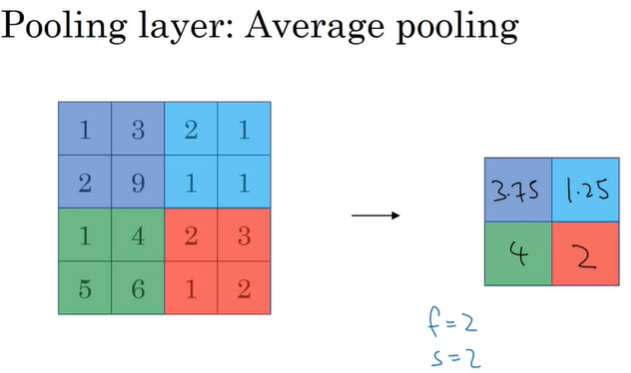 Pooling layer: Average pooling
1 3 2 1
2 9 1 1
1 4 2 3
5 6 1 2
3.75 1.25
4 2
f=2
s=2